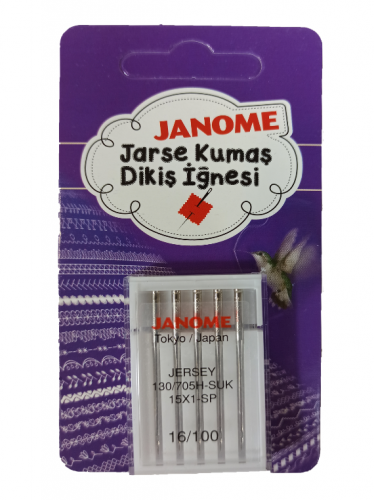 JANOME
Jarse Kumaş
Dikiş İğnesi
JANOME
Tokyo / Japan
JERSEY
130/705H-SUK
15X1-SP
16/100